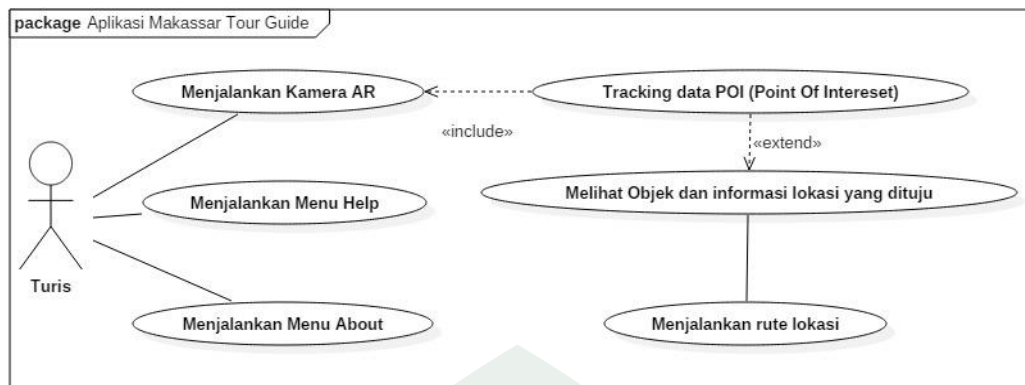 package Aplikasi Makassar Tour Guide
Menjalankan Kamera AR
Tracking data POI (Point Of Intereset)
«include»
«extend»
Menjalankan Menu Help
Melihat Objek dan informasi lokasi yang dituju
Turis
Menjalankan Menu About
Menjalankan rute lokasi